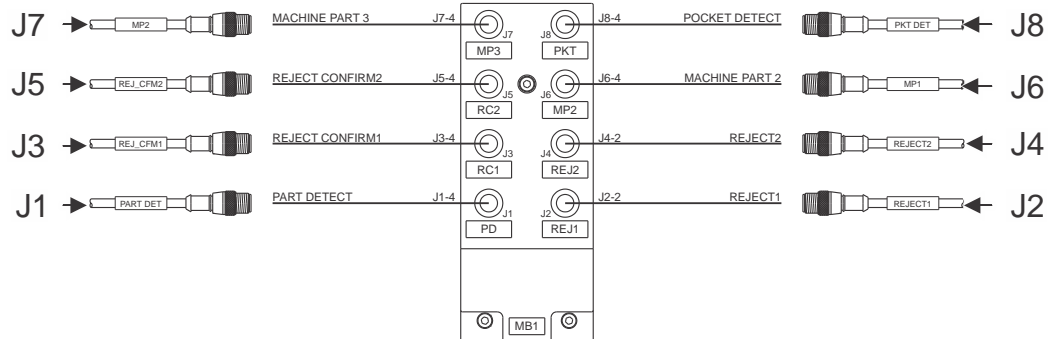 J7 MP2 MACHINE PART 3 J7-4 J7 J8 J8-4 POCKET DETECT PKT DET J8
MP3 PKT
J5 REJ_CFM2 REJECT CONFIRM2 J5-4 J5 J6 J6-4 MACHINE PART 2 MP1 J6
RC2 MP2
J3 REJ_CFM1 REJECT CONFIRM1 J3-4 J3 J4 J4-2 REJECT2 REJECT2 J4
RC1 REJ2
J1 PART DET PART DETECT J1-4 J1 J2 J2-2 REJECT1 REJECT1 J2
PD REJ1
MB1